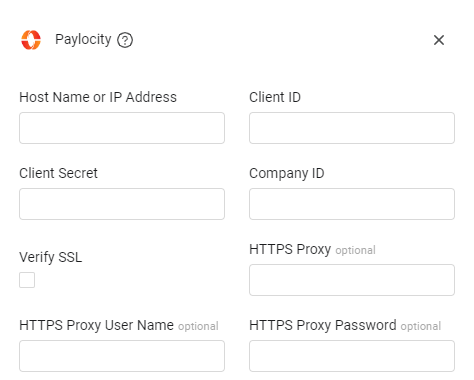 Paylocity ?
Host Name or IP Address
Client ID
Client Secret
Company ID
Verify SSL
HTTPS Proxy optional
HTTPS Proxy User Name optional
HTTPS Proxy Password optional